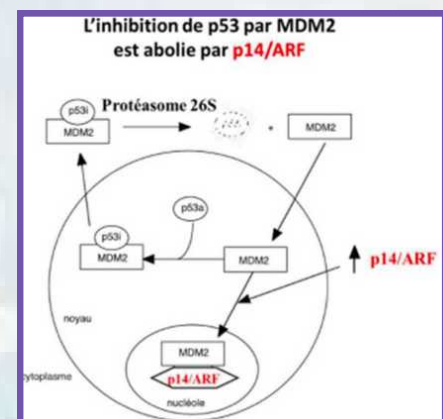 L'inhibition de p53 par MDM2
est abolie par p14/ARF
p53i
MDM2
Protéasome 26S
+
MDM2
p53a
p53i
MDM2
MDM2
p14/ARF
noyau
MDM2
p14/ARF
cytoplasme
nucléole